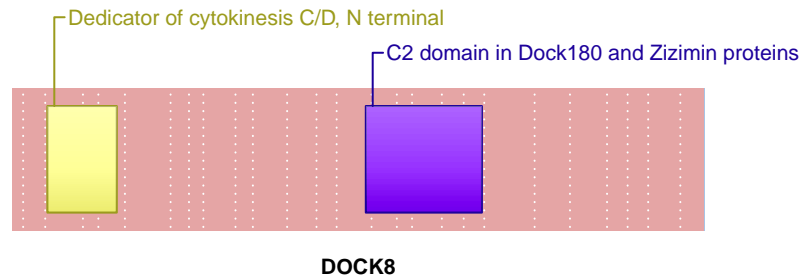 Dedicator of cytokinesis C/D, N terminal
C2 domain in Dock180 and Zizimin proteins
DOCK8